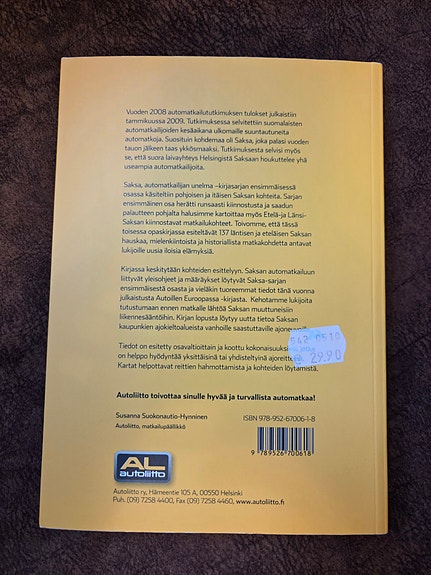 Vuoden 2008 automatkailututkimuksen tulokset julkaistiin
tammikuussa 2009. Tutkimuksessa selvitettiin suomalaisten
automatkailijoiden kesäaikana ulkomaille suuntautuneita
automatkoja. Suosituin kohdemaa oli Saksa, joka palasi vuoden
tauon jälkeen taas ykkösmaaksi. Tutkimuksesta selvisi myös
se, että suora laivayhteys Helsingistä Saksaan houkuttelee yhä
useampia automatkailijoita.
Saksa, automatkailijan unelma –kirjasarjan ensimmäisessä
osassa käsiteltiin pohjoisen ja itäisen Saksan kohteita. Sarjan
ensimmäinen osa herätti runsaasti kiinnostusta ja saadun
palautteen pohjalta halusimme kartoittaa myös Etelä-ja Länsi-
Saksan kiinnostavat matkailukohteet. Toivomme, että tässä
toisessa opaskirjassa esiteltävät 137 läntisen ja eteläisen Saksan
hauskaa, mielenkiintoista ja historiallista matkakohdetta antavat
lukijoille uusia iloisia elämyksiä.
Kirjassa keskitytään kohteiden esittelyyn. Saksan automatkailuun
liittyvät yleisohjeet ja määräykset löytyvät Saksa-sarjan
ensimmäisestä osasta ja vieläkin tuoreemmat tiedot tänä vuonna
julkaistusta Autoillen Euroopassa -kirjasta. Kehotamme lukijoita
tutustumaan ennen matkalle lähtöä Saksan muuttuneisiin
liikennesääntöihin. Kirjan lopusta löytyy uutta tietoa Saksan
kaupunkien ajokieltoalueista vanhoille saastuttaville
Tiedot on esitetty osavaltioittain ja koottu
on helppo hyödyntää yksittäisinä tai yhdisteltyinä
Kartat helpottavat reittien hahmottamista ja kohteiden löytämistä.
542 0510
29.90
Autoliitto toivottaa sinulle hyvää ja turvallista automatkaa!
Susanna Suokonautio-Hynninen
Autoliitto, matkailupäällikkö
ISBN 978-952-67006-1-8
9 789526 700618
AL
autoliitto
Autoliitto ry, Hämeentie 105 A, 00550 Helsinki
Puh. (09) 7258 4400, Fax (09) 7258 4460, www.autoliitto.fi